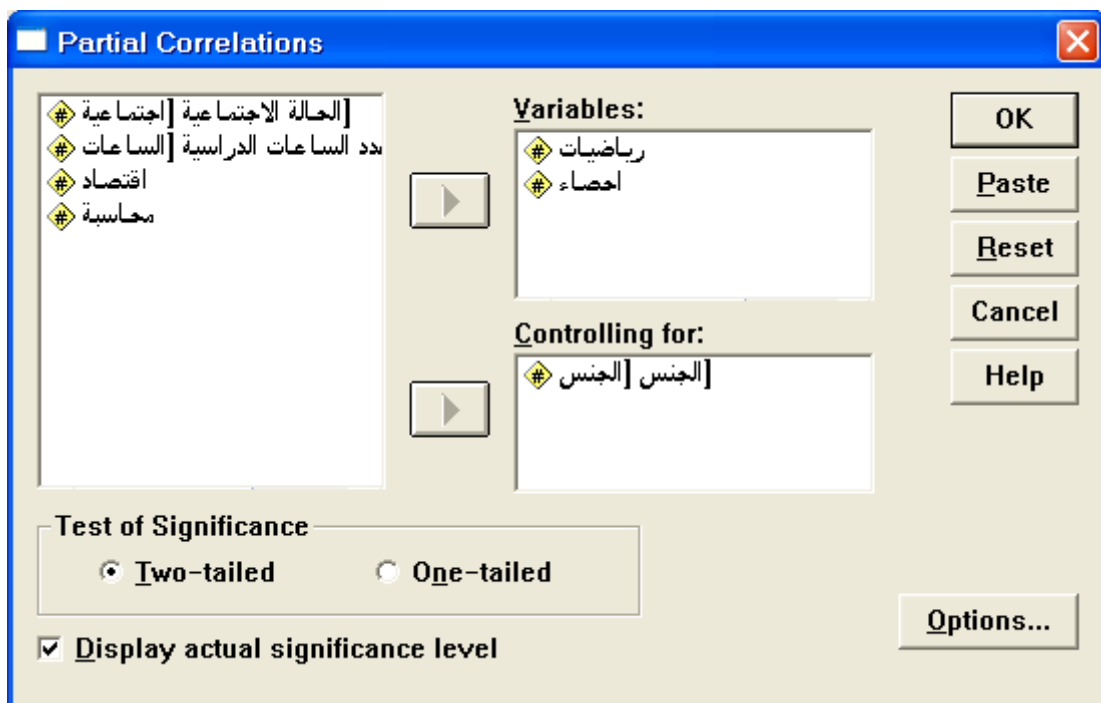 Partial Correlations
الحالة الاجتماعية [اجتماعية]
دد الساعات الدراسية [الساعات
اقتصاد
محاسبة
Variables:
رياضيات
احصاء
Controlling for:
الجنس [الجنس]
OK
Paste
Reset
Cancel
Help
Test of Significance
Two-tailed
One-tailed
Display actual significance level
Options...